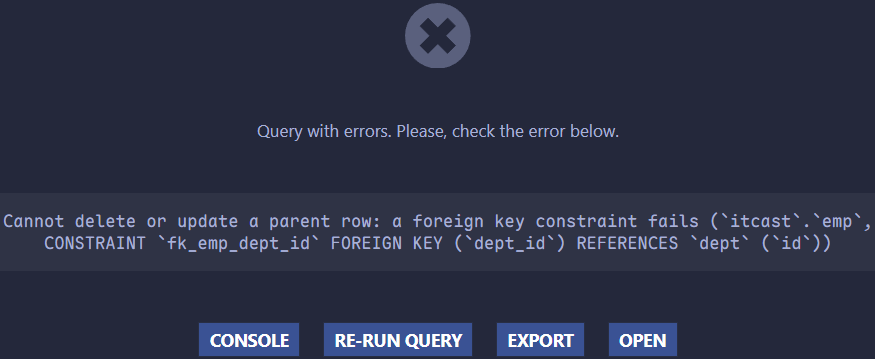 Query with errors. Please, check the error below.
Cannot delete or update a parent row: a foreign key constraint fails (`itcast`.`emp`,
CONSTRAINT `fk_emp_dept_id` FOREIGN KEY (`dept_id`) REFERENCES `dept` (`id`))
CONSOLE RE-RUN QUERY EXPORT OPEN